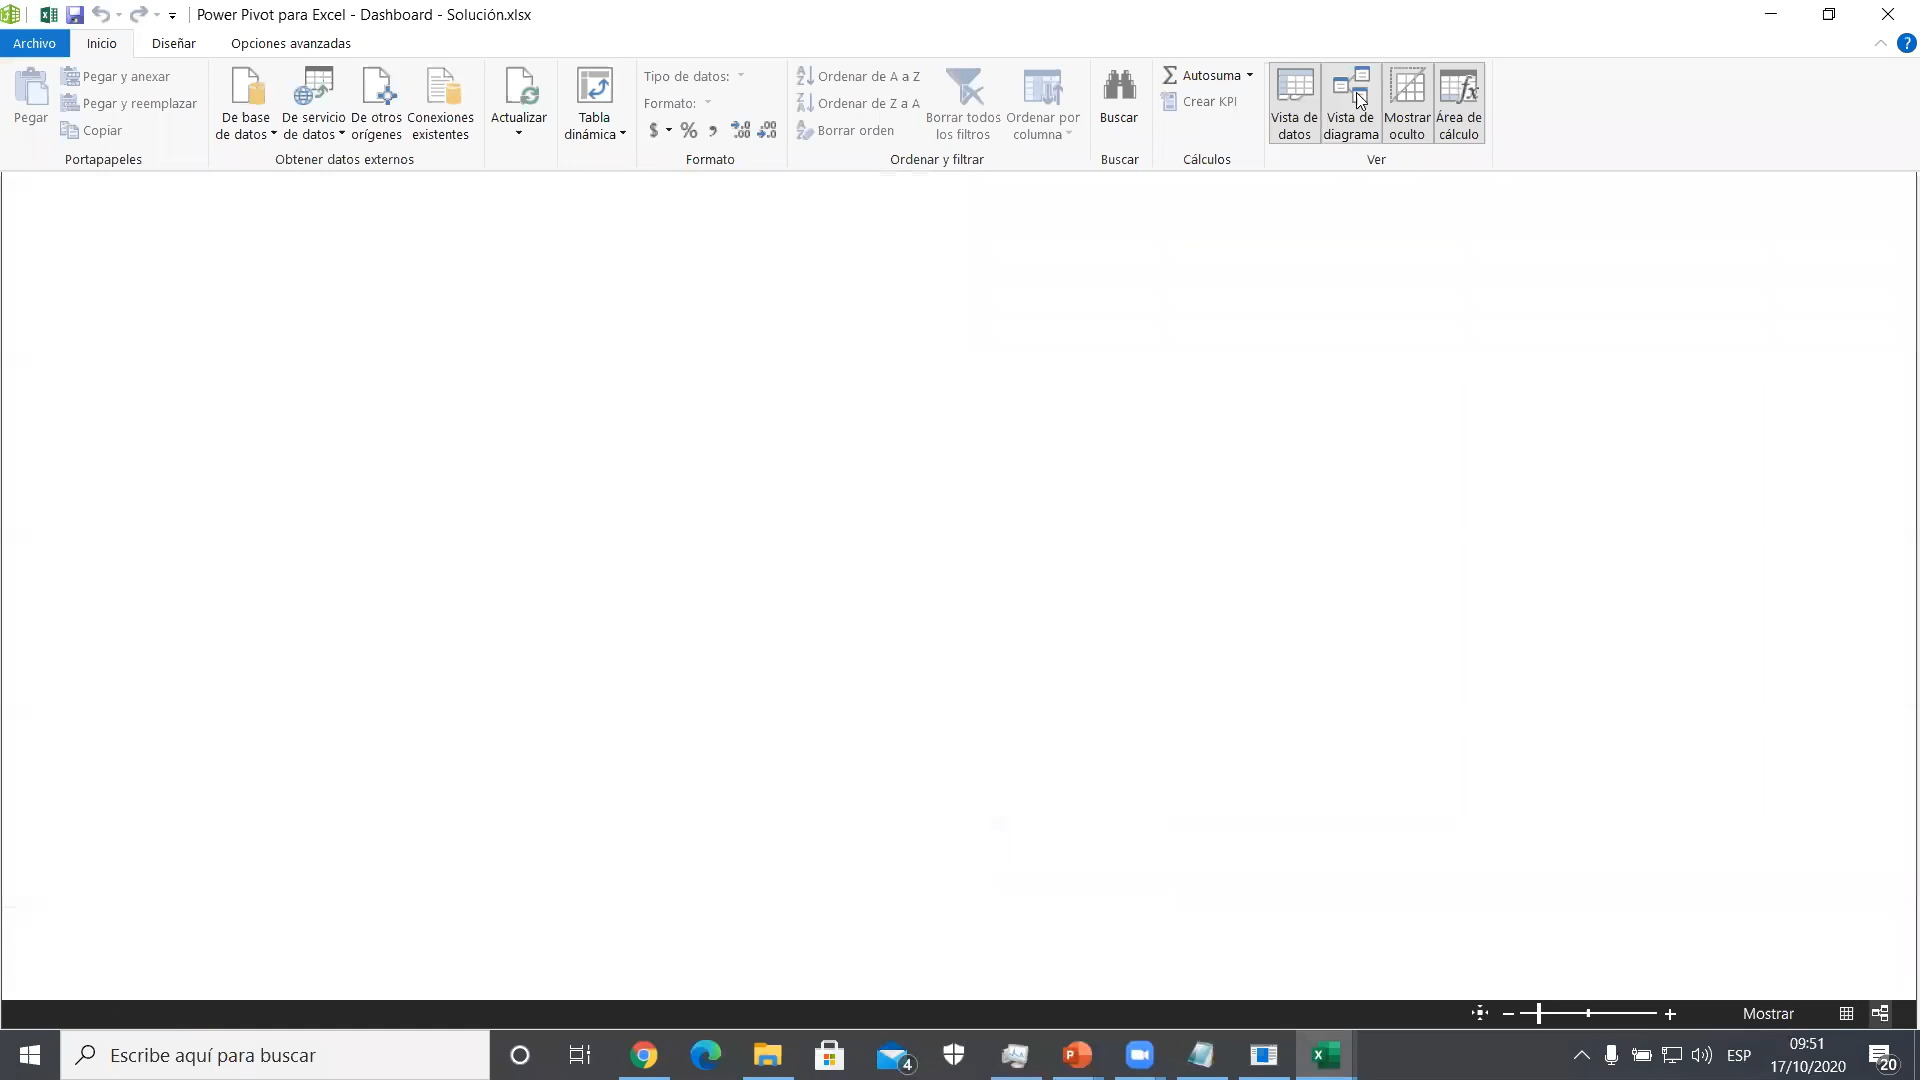 Power Pivot para Excel - Dashboard - Solución.xlsx
Archivo Inicio Diseñar Opciones avanzadas
Pegar
Pegar y anexar
Pegar y reemplazar
Copiar
Portapapeles
De base de datos
De servicio de datos
De otros orígenes
Conexiones existentes
Obtener datos externos
Actualizar
Tabla dinámica
Tipo de datos:
Formato:
$ % , .00 .00
Formato
Ordenar de A a Z
Ordenar de Z a A
Borrar orden
Borrar todos los filtros
Ordenar por columna
Ordenar y filtrar
Buscar
Buscar
Autosuma
Crear KPI
Cálculos
Vista de datos
Vista de diagrama
Mostrar oculto
Área de cálculo
Ver
Mostrar
Escribe aquí para buscar
4
ESP
09:51
17/10/2020
20